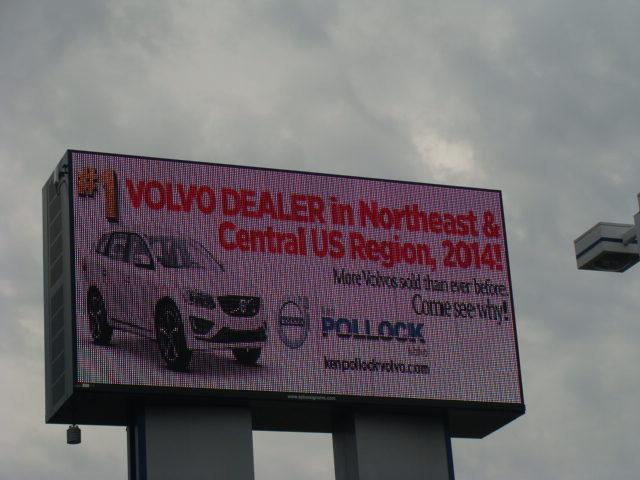 #1 VOLVO DEALER in Northeast &
Central US Region, 2014!
More Volvos sold than ever before.
Come see why!
POLLOCK
kenpollockvolvo.com